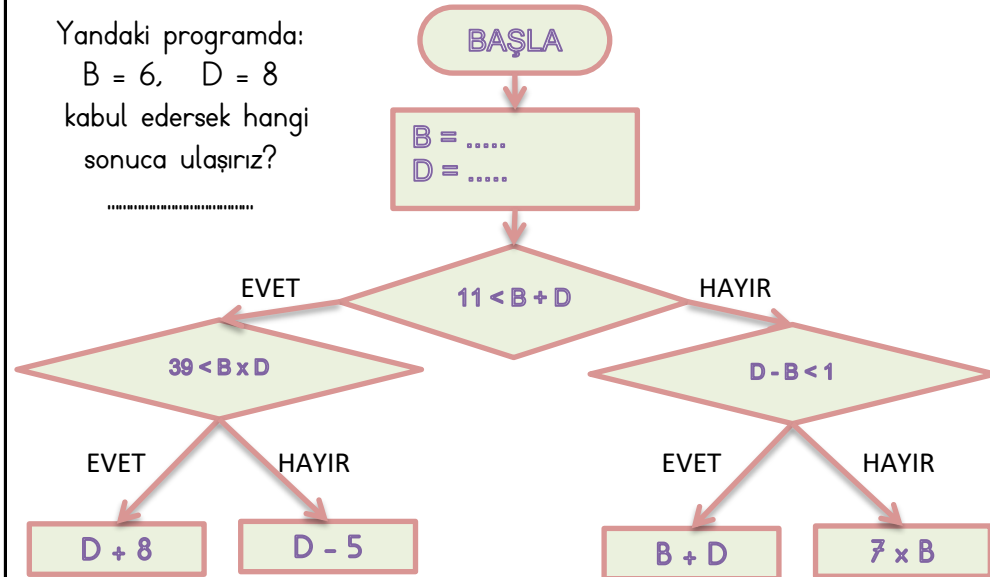 Yandaki programda:
B = 6, D = 8
kabul edersek hangi
sonuca ulaşırız?
......................................
BAŞLA
B = .....
D = .....
11 < B + D
EVET
HAYIR
39 < B x D
D - B < 1
EVET
HAYIR
EVET
HAYIR
D + 8
D - 5
B + D
7 x B